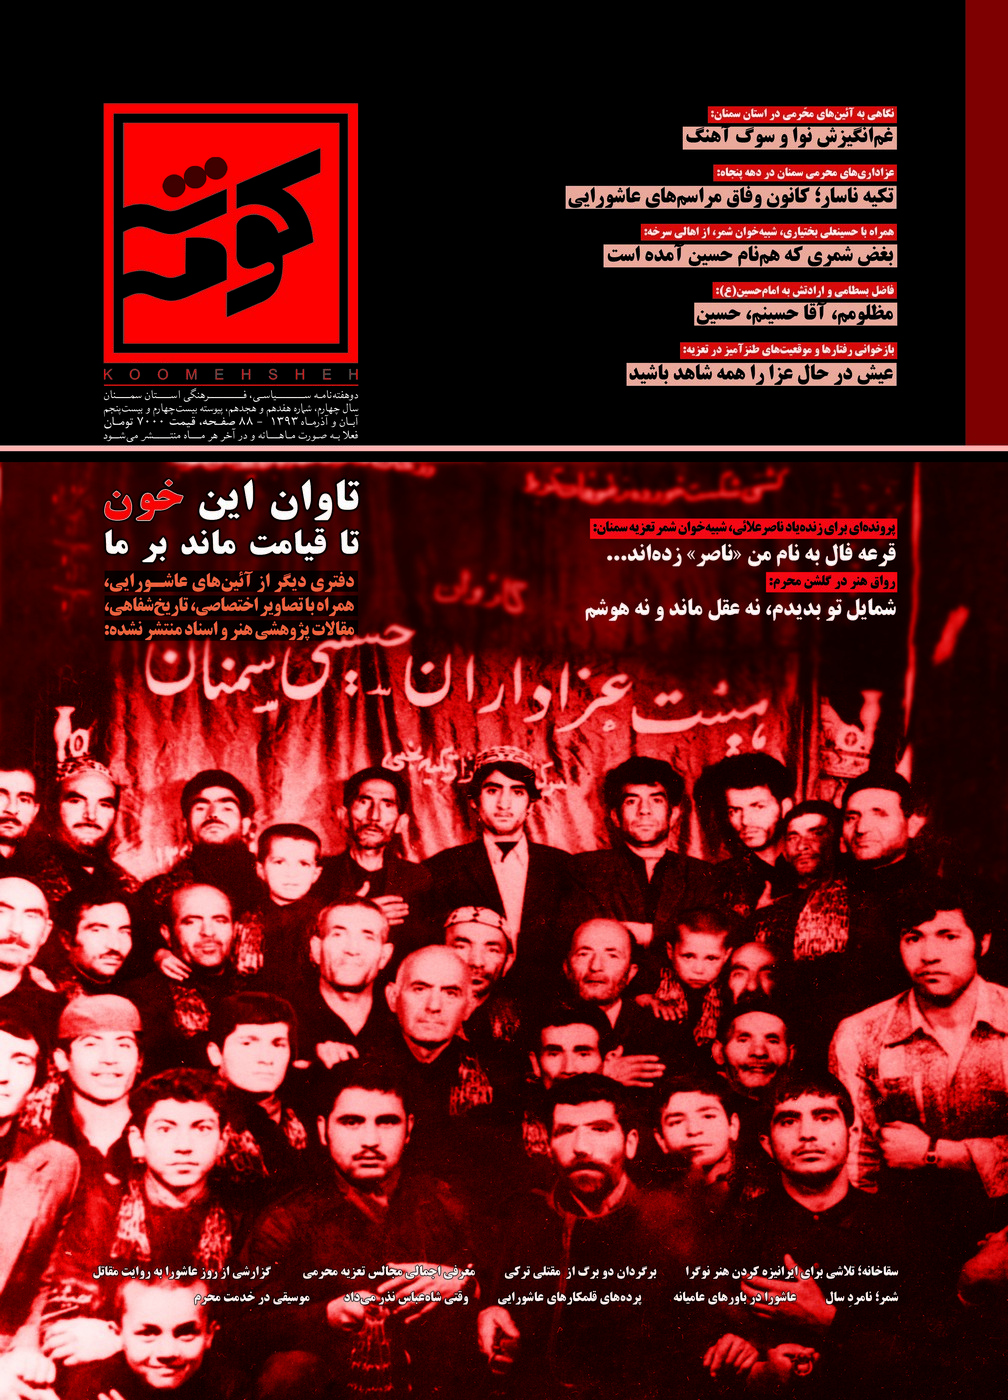 نگاهی به آئین‌های محّرمی در استان سمنان:
غم‌انگیزش نوا و سوگ آهنگ
عزاداری‌های محرمی سمنان در دهه پنجاه:
تکیه ناسار؛ کانون وفاق مراسم‌های عاشورایی
همراه با حسینعلی بختیاری، شبیه‌خوان شمر، از اهالی سرخه:
بغض شمری که هم‌نام حسین آمده است
فاضل بسطامی و ارادتش به امام‌حسین(ع):
مظلومم، آقا حسینم، حسین
بازخوانی رفتارها و موقعیت‌های طنزآمیز در تعزیه:
عیش در حال عزا را همه شاهد باشید
کومشه
KOOMEHSHEH
دوهفته‌نامه سیاسی، فرهنگی استان سمنان
سال چهارم، شماره هفدهم و هجدهم، پیوسته بیست‌چهارم و بیست‌پنجم
آبان و آذرماه ۱۳۹۳ - ۸۸ صفحه، قیمت ۷۰۰۰ تومان
فعلا به صورت ماهانه و در آخر هر ماه منتشر می‌شود
تاوان این خون
تا قیامت ماند بر ما
دفتری دیگر از آئین‌های عاشورایی،
همراه با تصاویر اختصاصی، تاریخ‌شفاهی،
مقالات پژوهشی هنر و اسناد منتشر نشده:
پرونده‌ای برای زنده‌یاد ناصر علائی، شبیه‌خوان شمر تعزیه سمنان:
قرعه فال به نام من «ناصر» زده‌اند...
رواق هنر در گلشن محرم:
شمایل تو بدیدم، نه عقل ماند و نه هوشم
هیئت عزاداران حسینی سمنان
سقاخانه؛ تلاشی برای ایرانیزه کردن هنر نوگرا برگردان دو برگ از مقتلی ترکی معرفی اجمالی مجالس تعزیه محرمی گزارشی از روز عاشورا به روایت مقاتل
شمر؛ نامردِ سال عاشورا در باورهای عامیانه پرده‌های قلمکارهای عاشورایی وقتی شاه‌عباس نذر می‌داد موسیقی در خدمت محرم